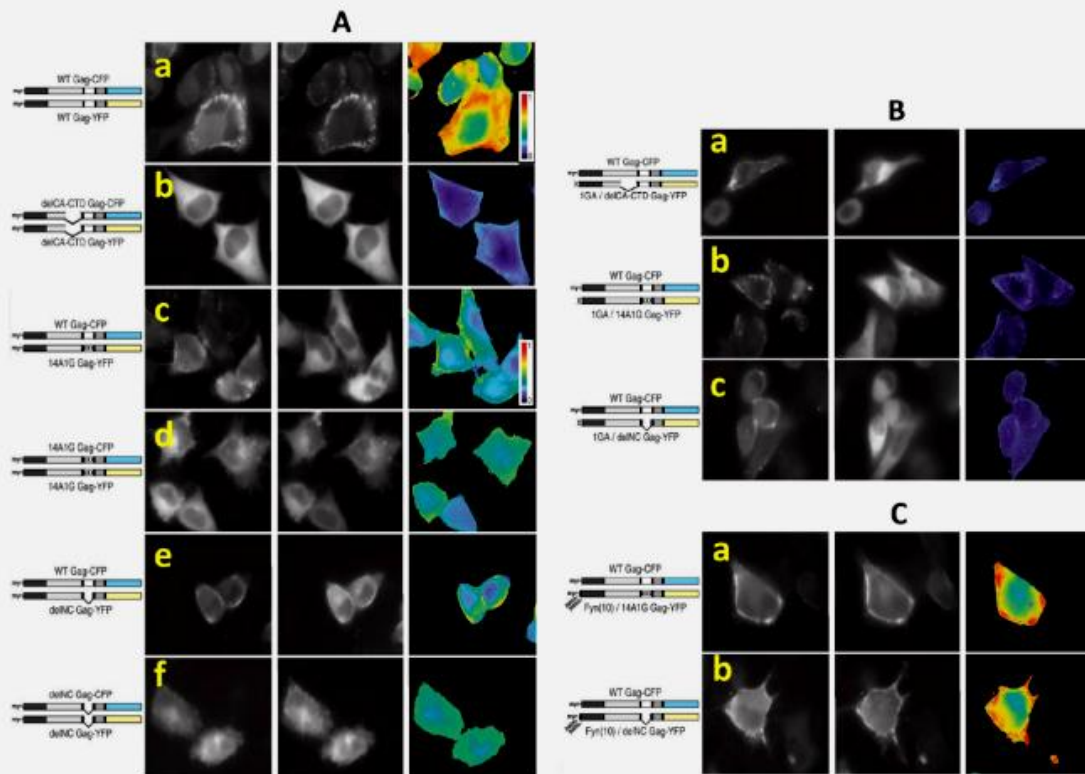 A
a
WT Gag-CFP
WT Gag-YFP
b
delCA-CTD Gag-CFP
delCA-CTD Gag-YFP
c
WT Gag-CFP
14A1G Gag-YFP
d
14A1G Gag-CFP
14A1G Gag-YFP
e
WT Gag-CFP
delNC-Gag-YFP
f
delNC Gag-CFP
delNC Gag-YFP
B
a
WT Gag-CFP
1GA / delCA-CTD Gag-YFP
b
WT Gag-CFP
1GA / 14A1G Gag-YFP
c
WT Gag-CFP
1GA / delNC Gag-YFP
C
a
WT Gag-CFP
Fyn(10) / 14A1G Gag-YFP
b
WT Gag-CFP
Fyn(10) / delNC Gag-YFP